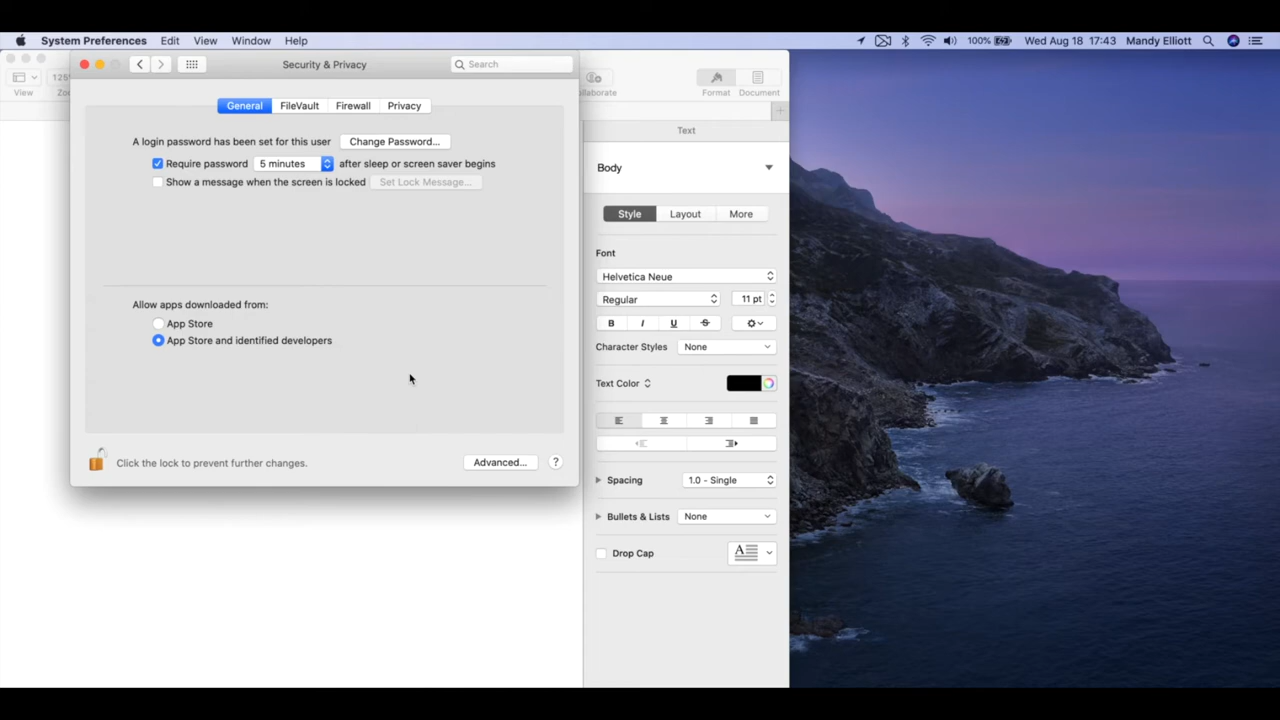 System Preferences Edit View Window Help 100% Wed Aug 18 17:43 Mandy Elliott
Security & Privacy
Search
View
Format Document
General FileVault Firewall Privacy
A login password has been set for this user Change Password...
Require password 5 minutes after sleep or screen saver begins
Show a message when the screen is locked Set Lock Message...
Allow apps downloaded from:
App Store
App Store and identified developers
Click the lock to prevent further changes. Advanced... ?
Text
Body
Style Layout More
Font
Helvetica Neue
Regular 11 pt
B I U S
Character Styles None
Text Color
Spacing 1.0 - Single
Bullets & Lists None
Drop Cap A